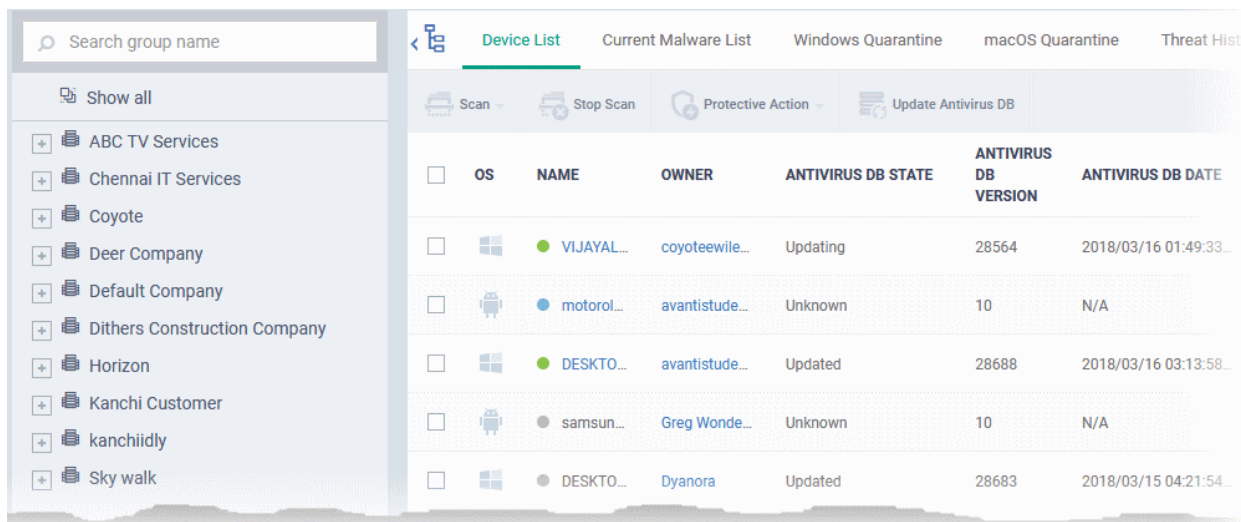 Search group name
Show all
ABC TV Services
Chennai IT Services
Coyote
Deer Company
Default Company
Dithers Construction Company
Horizon
Kanchi Customer
kanchiidly
Sky walk
Device List Current Malware List Windows Quarantine macOS Quarantine Threat Hist
Scan Stop Scan Protective Action Update Antivirus DB
OS NAME OWNER ANTIVIRUS DB STATE ANTIVIRUS DB VERSION ANTIVIRUS DB DATE
VIJAYAL... coyoteewile... Updating 28564 2018/03/16 01:49:33...
motorol... avantistude... Unknown 10 N/A
DESKTO... avantistude... Updated 28688 2018/03/16 03:13:58...
samsun... Greg Wonde... Unknown 10 N/A
DESKTO... Dyanora Updated 28683 2018/03/15 04:21:54...